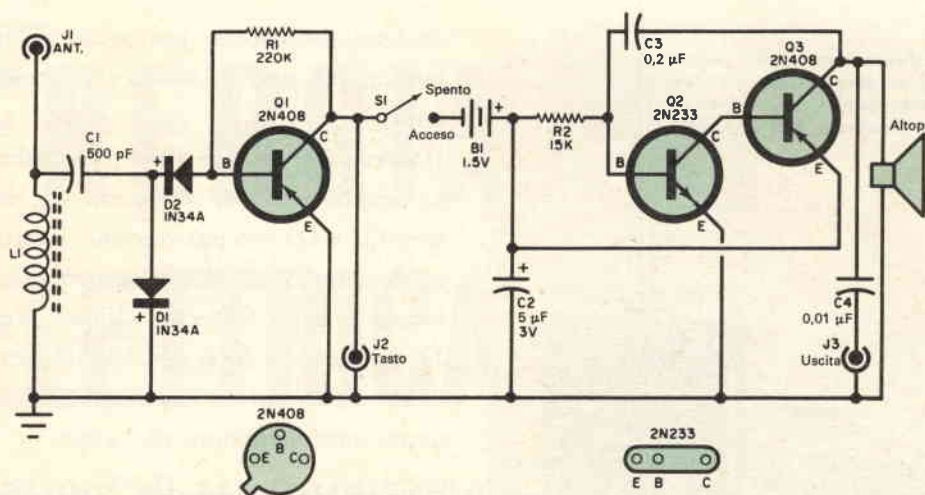 J1
ANT.
C1
500 pF
L1
D1
1N34A
D2
1N34A
R1
220K
Q1
2N408
B
C
E
S1
Spento
Acceso
B1
1.5V
+
J2
Tasto
R2
15K
C2
5 µF
3V
C3
0,2 µF
Q2
2N233
B
C
E
Q3
2N408
B
C
E
Altop
C4
0,01 µF
J3
Uscita
2N408
E B C
2N233
E B C